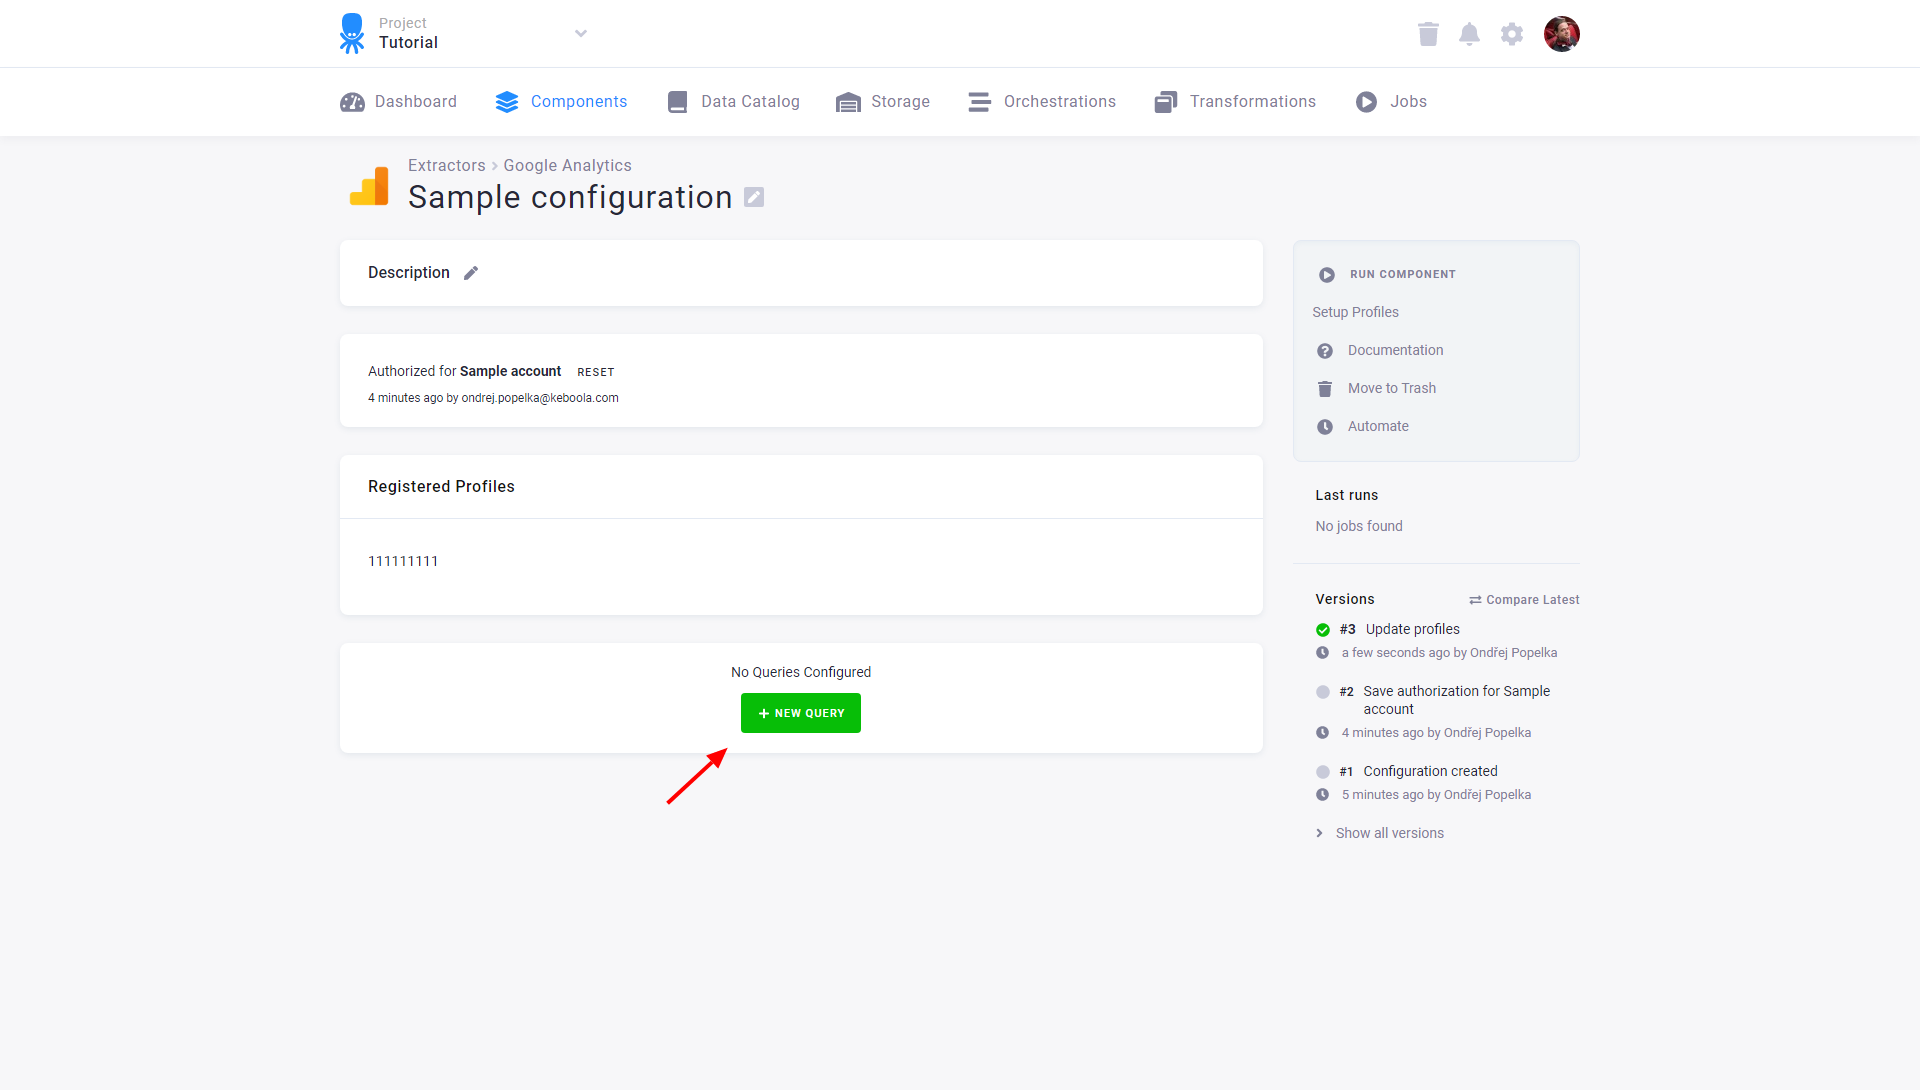 Project
Tutorial
Dashboard
Components
Data Catalog
Storage
Orchestrations
Transformations
Jobs
Extractors > Google Analytics
Sample configuration
Description
Authorized for Sample account RESET
4 minutes ago by ondrej.popelka@keboola.com
Registered Profiles
111111111
No Queries Configured
+ NEW QUERY
RUN COMPONENT
Setup Profiles
Documentation
Move to Trash
Automate
Last runs
No jobs found
Versions
Compare Latest
#3 Update profiles
a few seconds ago by Ondřej Popelka
#2 Save authorization for Sample
account
4 minutes ago by Ondřej Popelka
#1 Configuration created
5 minutes ago by Ondřej Popelka
Show all versions